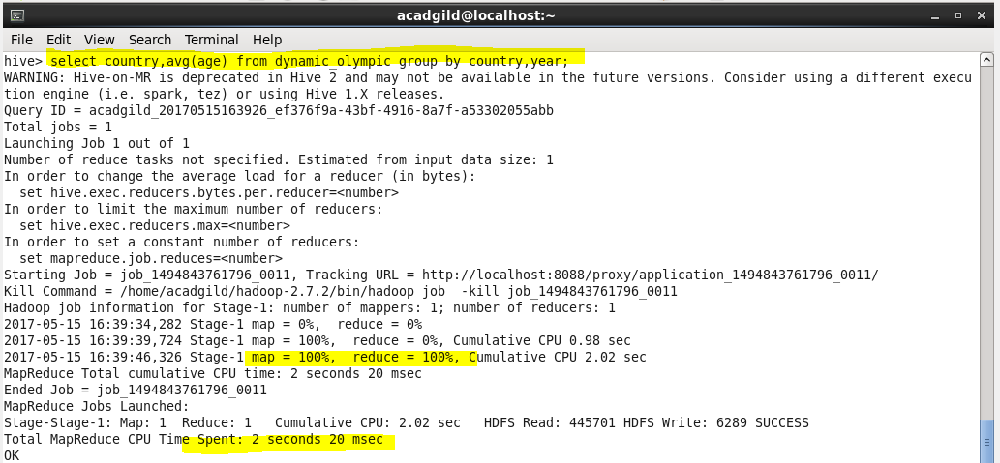 acadgild@localhost:~
File Edit View Search Terminal Help
hive> select country,avg(age) from dynamic_olympic group by country,year;
WARNING: Hive-on-MR is deprecated in Hive 2 and may not be available in the future versions. Consider using a different execu
tion engine (i.e. spark, tez) or using Hive 1.X releases.
Query ID = acadgild_20170515163926_ef376f9a-43bf-4916-8a7f-a53302055abb
Total jobs = 1
Launching Job 1 out of 1
Number of reduce tasks not specified. Estimated from input data size: 1
In order to change the average load for a reducer (in bytes):
  set hive.exec.reducers.bytes.per.reducer=<number>
In order to limit the maximum number of reducers:
  set hive.exec.reducers.max=<number>
In order to set a constant number of reducers:
  set mapreduce.job.reduces=<number>
Starting Job = job_1494843761796_0011, Tracking URL = http://localhost:8088/proxy/application_1494843761796_0011/
Kill Command = /home/acadgild/hadoop-2.7.2/bin/hadoop job  -kill job_1494843761796_0011
Hadoop job information for Stage-1: number of mappers: 1; number of reducers: 1
2017-05-15 16:39:34,282 Stage-1 map = 0%,  reduce = 0%
2017-05-15 16:39:39,724 Stage-1 map = 100%,  reduce = 0%, Cumulative CPU 0.98 sec
2017-05-15 16:39:46,326 Stage-1 map = 100%,  reduce = 100%, Cumulative CPU 2.02 sec
MapReduce Total cumulative CPU time: 2 seconds 20 msec
Ended Job = job_1494843761796_0011
MapReduce Jobs Launched:
Stage-Stage-1: Map: 1  Reduce: 1   Cumulative CPU: 2.02 sec   HDFS Read: 445701 HDFS Write: 6289 SUCCESS
Total MapReduce CPU Time Spent: 2 seconds 20 msec
OK